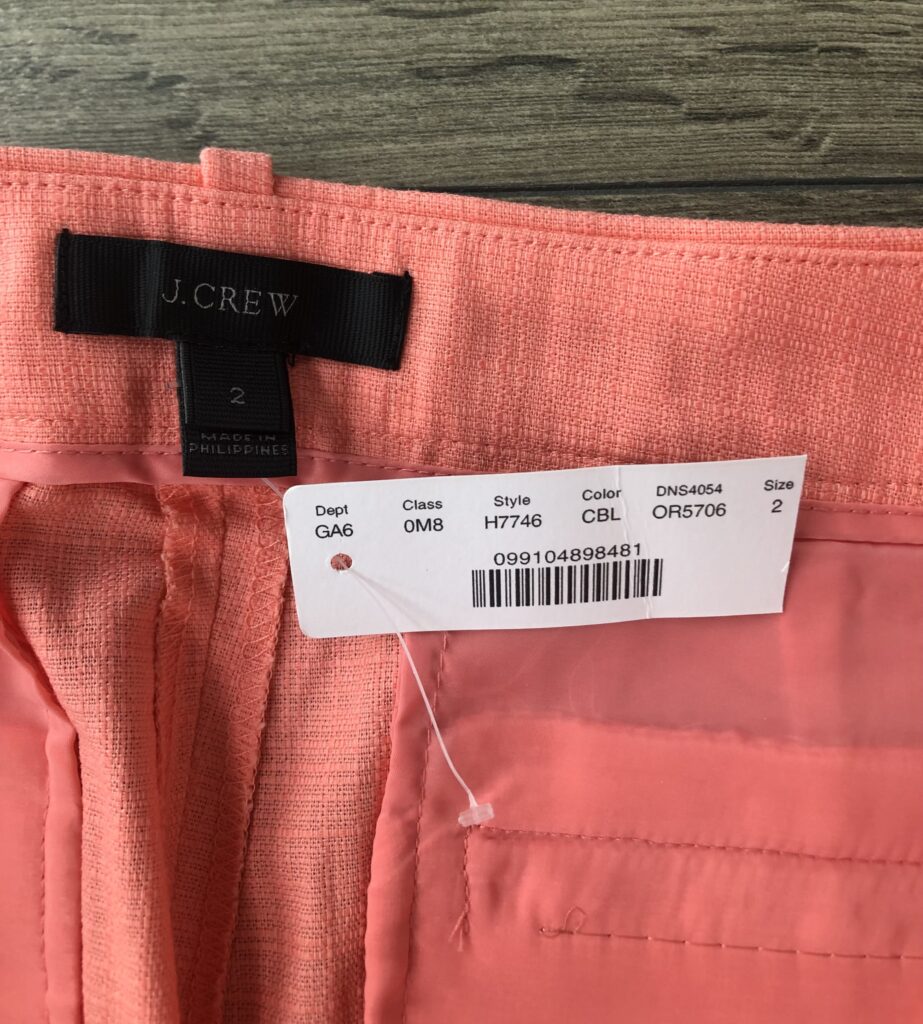 J.CREW
2
MADE IN
PHILIPPINES
Dept Class Style Color DNS4054 Size
GA6 0M8 H7746 CBL OR5706 2
099104898481